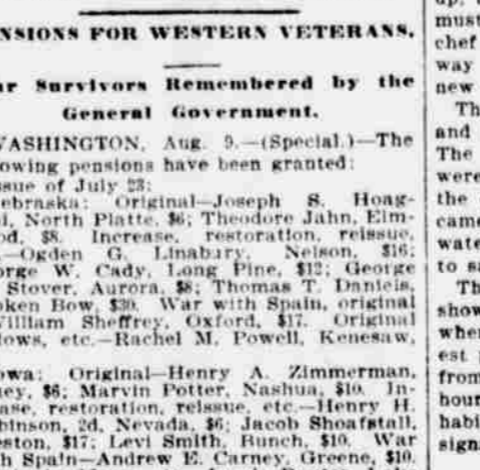 NSIONS FOR WESTERN VETERANS.
ar Survivors Remembered by the
General Government.
WASHINGTON, Aug. 9.—(Special.)—The
owing pensions have been granted:
ssue of July 23:
ebraska: Original—Joseph S. Hoag-
l, North Platte, $6; Theodore Jahn, Elm-
od, $8. Increase, restoration, reissue,
.—Ogden G. Linabury, Nelson, $16;
orge W. Cady, Long Pine, $12; George
Stover, Aurora, $8; Thomas T. Daniels,
oken Bow, $30. War with Spain, original
William Sheffrey, Oxford, $17. Original
dows, etc.—Rachel M. Powell, Kenesaw,
owa: Original—Henry A. Zimmerman,
ney, $6; Marvin Potter, Nashua, $10. In-
ease, restoration, reissue, etc.—Henry H.
binson, 2d, Nevada, $6; Jacob Shoafstall,
eston, $17; Levi Smith, Bunch, $10. War
h Spain—Andrew E. Carney, Greene, $10.
must
chef
way
new
Th
and
The
were
the
came
wate
to sa
Th
show
when
est
from
hour
habi
signa